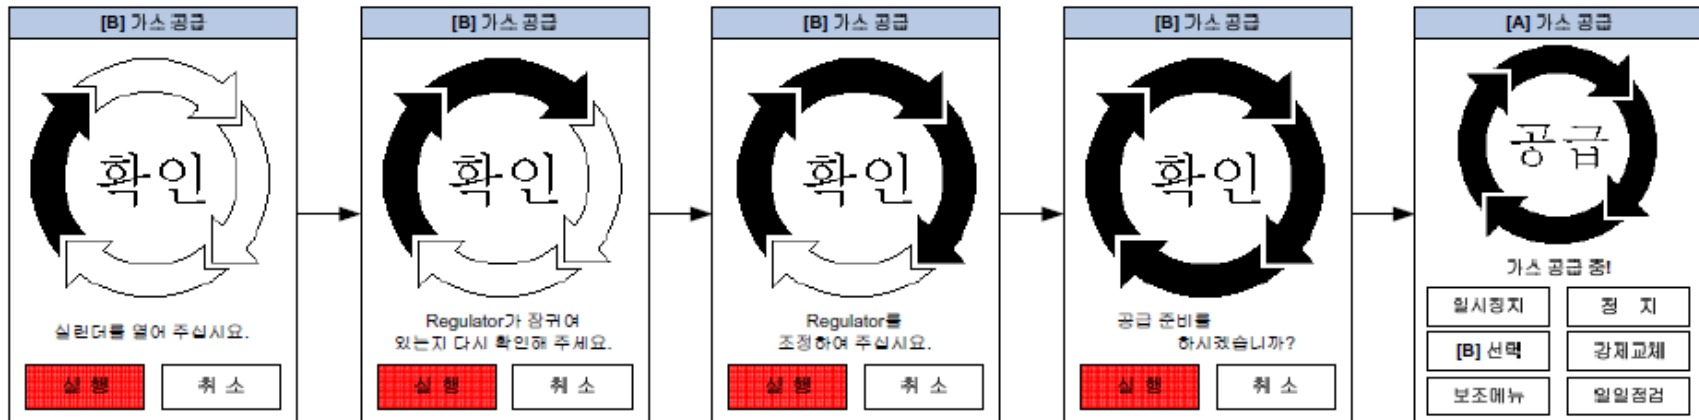 [B] 가스 공급
확인
실린더를 열어 주십시요.
실 행
취 소
[B] 가스 공급
확인
Regulator가 잠귀여
있는지 다시 확인해 주세요.
실 행
취 소
[B] 가스 공급
확인
Regulator를
조정하여 주십시요.
실 행
취 소
[B] 가스 공급
확인
공급 준비를
하시겠습니까?
실 행
취 소
[A] 가스 공급
공급
가스 공급 중!
일시정지
정 지
[B] 선택
강제교체
보조메뉴
일일점검